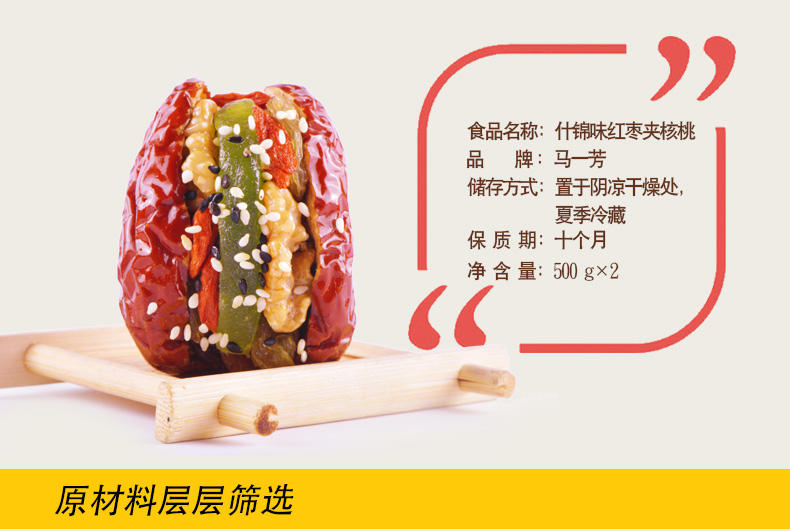 食品名称：什锦味红枣夹核桃
品 牌：马一芳
储存方式：置于阴凉干燥处，
夏季冷藏
保 质 期：十个月
净 含 量：500 g×2
原材料层层筛选